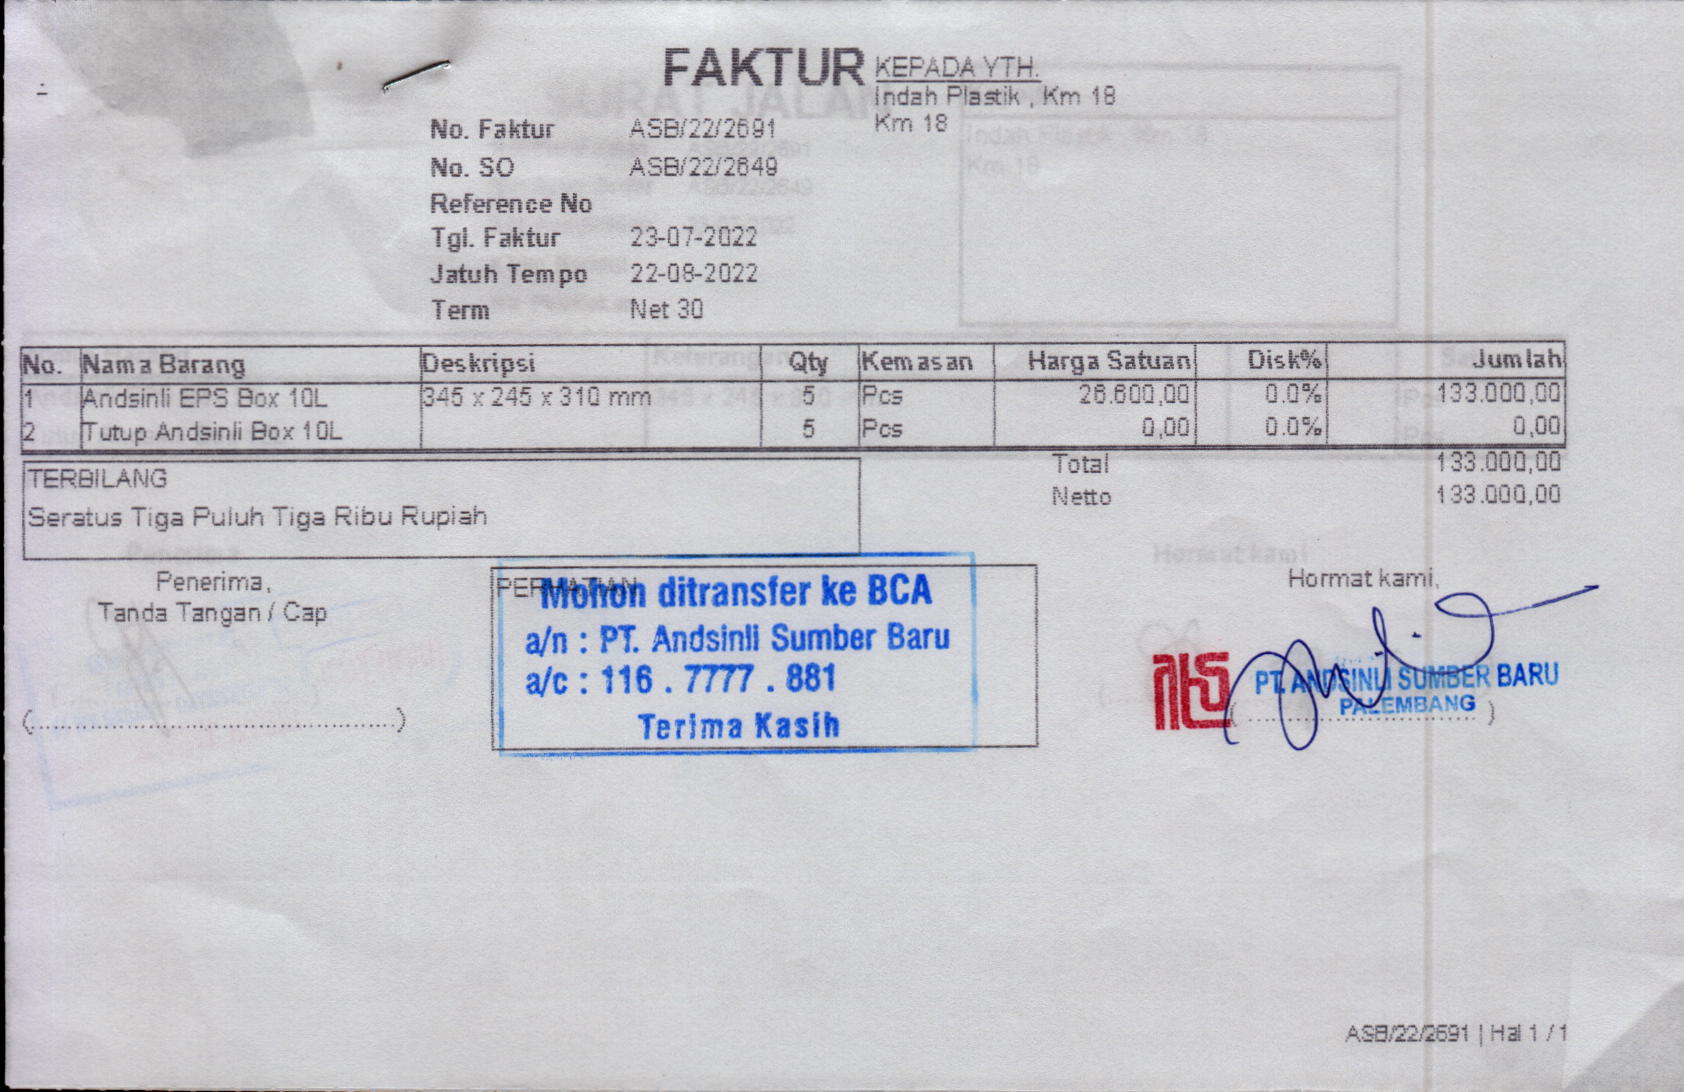 FAKTUR
KEPADA YTH.
Indah Plastik , Km 18
Km 18
No. Faktur ASB/22/2691
No. SO ASB/22/2649
Reference No
Tgl. Faktur 23-07-2022
Jatuh Tempo 22-08-2022
Term Net 30
No. Nama Barang Deskripsi Qty Kemasan Harga Satuan Disk% Jumlah
1 Andsinli EPS Box 10L 345 x 245 x 310 mm 5 Pcs 26.600,00 0.0% 133.000,00
2 Tutup Andsinli Box 10L 5 Pcs 0,00 0.0% 0,00
Total 133.000,00
Netto 133.000,00
TERBILANG
Seratus Tiga Puluh Tiga Ribu Rupiah
Penerima,
Tanda Tangan / Cap
(............................................................)
PERHATIAN
Mohon ditransfer ke BCA
a/n : PT. Andsinli Sumber Baru
a/c : 116 . 7777 . 881
Terima Kasih
Hormat kami,
PT. ANDSINLI SUMBER BARU
PALEMBANG
(......................................)
ASB/22/2691 | Hal 1 / 1